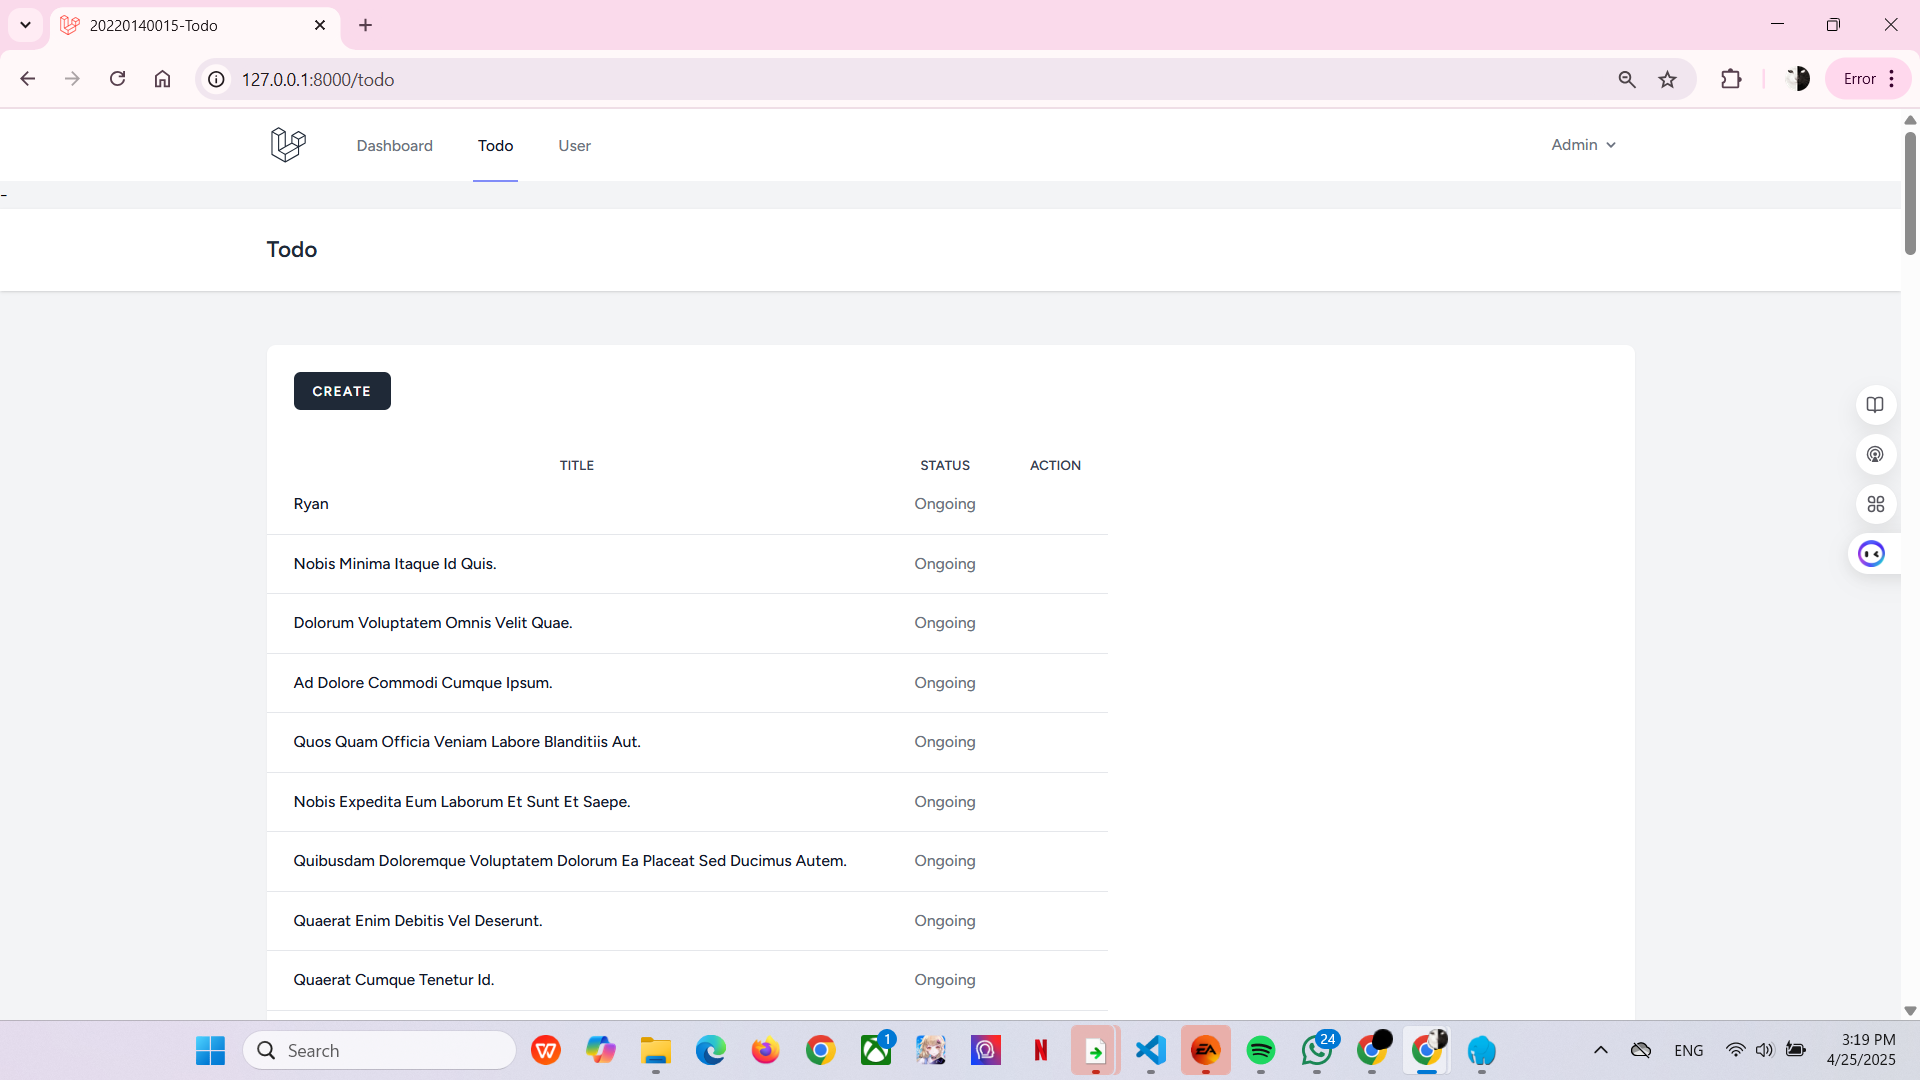 20220140015-Todo
127.0.0.1:8000/todo
Error
Dashboard Todo User Admin
-
Todo
CREATE
TITLE STATUS ACTION
Ryan Ongoing
Nobis Minima Itaque Id Quis. Ongoing
Dolorum Voluptatem Omnis Velit Quae. Ongoing
Ad Dolore Commodi Cumque Ipsum. Ongoing
Quos Quam Officia Veniam Labore Blanditiis Aut. Ongoing
Nobis Expedita Eum Laborum Et Sunt Et Saepe. Ongoing
Quibusdam Doloremque Voluptatem Dolorum Ea Placeat Sed Ducimus Autem. Ongoing
Quaerat Enim Debitis Vel Deserunt. Ongoing
Quaerat Cumque Tenetur Id. Ongoing
Search
W
1
N
EA
24
ENG
3:19 PM
4/25/2025